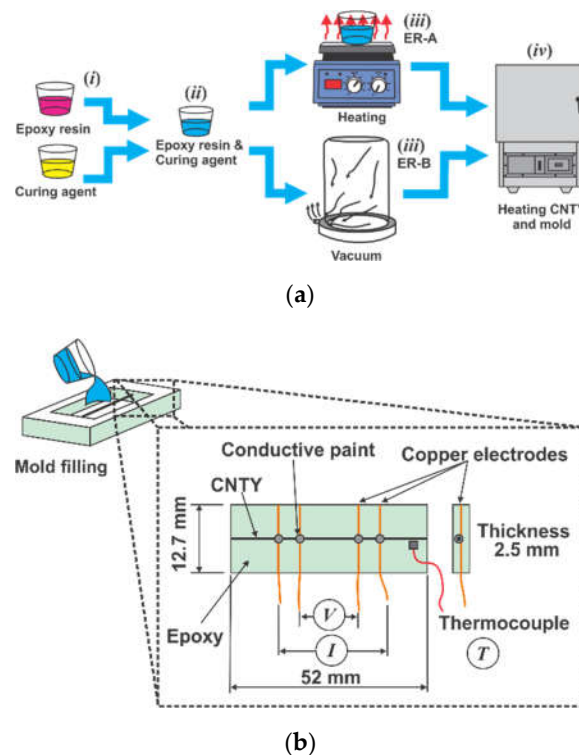 (i)
Epoxy resin
Curing agent
(ii)
Epoxy resin &
Curing agent
(iii)
ER-A
Heating
(iii)
ER-B
Vacuum
(iv)
Heating CNTY
and mold
(a)
Mold filling
Conductive paint
Copper electrodes
CNTY
12.7 mm
Thickness
2.5 mm
Epoxy
V
I
52 mm
Thermocouple
T
(b)